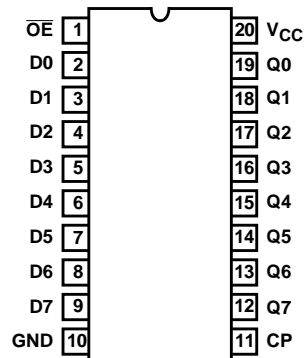 O̅E̅ 1 20 VCC
D0 2 19 Q0
D1 3 18 Q1
D2 4 17 Q2
D3 5 16 Q3
D4 6 15 Q4
D5 7 14 Q5
D6 8 13 Q6
D7 9 12 Q7
GND 10 11 CP